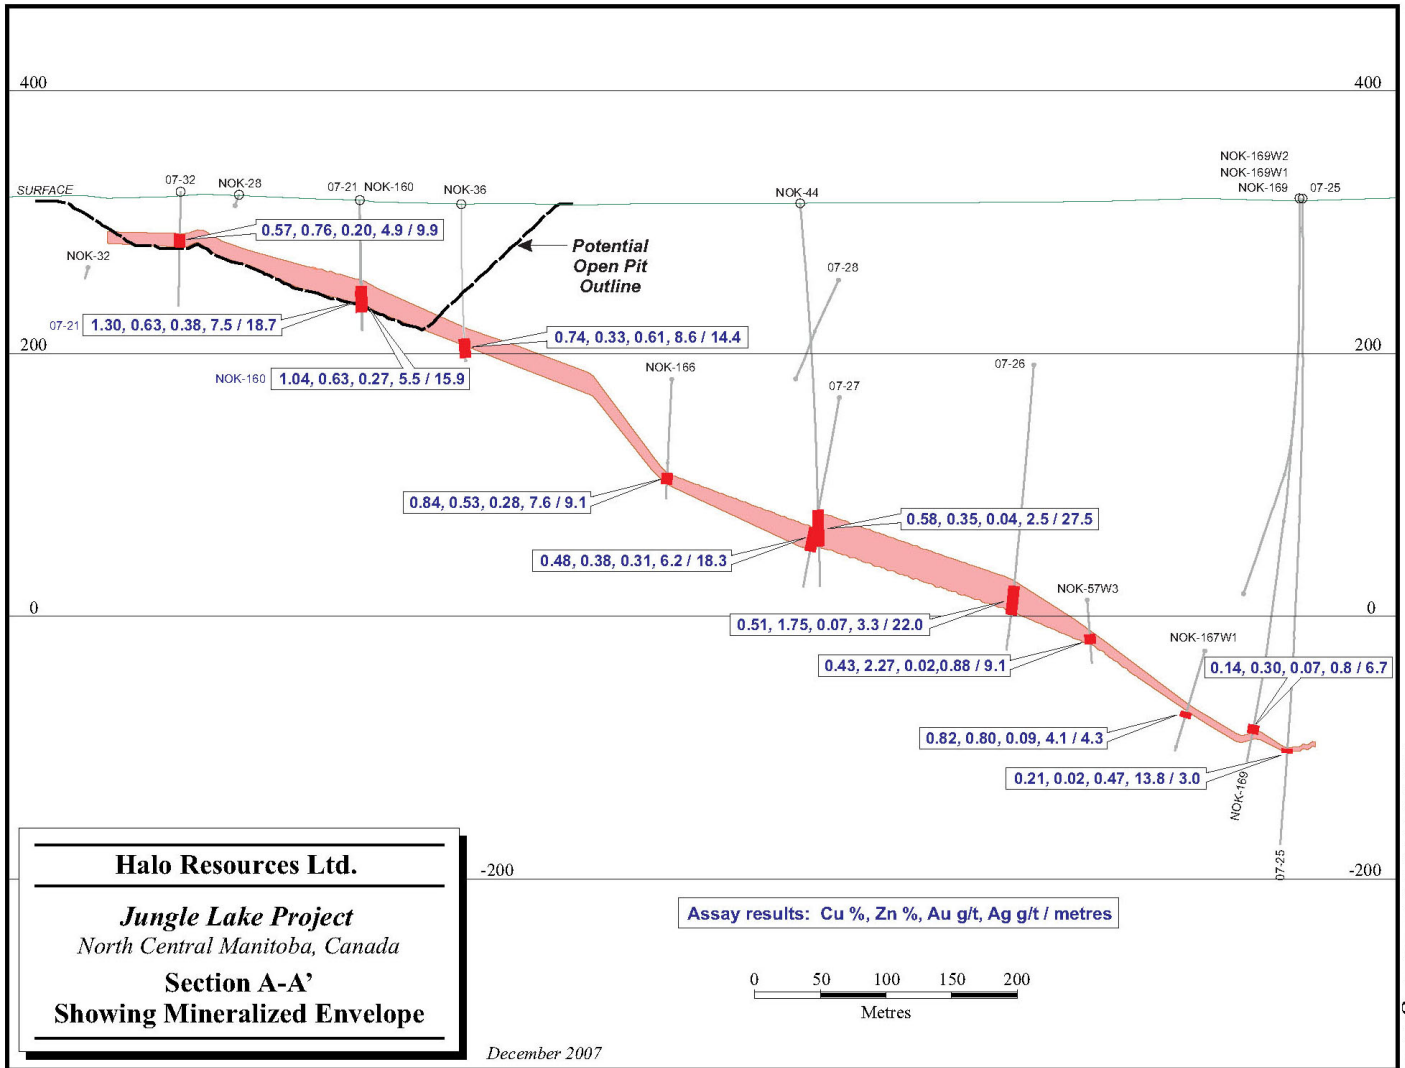 400
400
NOK-169W2
NOK-169W1
NOK-169
07-25
SURFACE
07-32
NOK-28
07-21
NOK-160
NOK-36
NOK-44
0.57, 0.76, 0.20, 4.9 / 9.9
Potential
Open Pit
Outline
NOK-32
07-28
07-21
1.30, 0.63, 0.38, 7.5 / 18.7
0.74, 0.33, 0.61, 8.6 / 14.4
200
200
NOK-160
1.04, 0.63, 0.27, 5.5 / 15.9
NOK-166
07-26
07-27
0.84, 0.53, 0.28, 7.6 / 9.1
0.58, 0.35, 0.04, 2.5 / 27.5
0.48, 0.38, 0.31, 6.2 / 18.3
NOK-57W3
0
0
0.51, 1.75, 0.07, 3.3 / 22.0
NOK-167W1
0.43, 2.27, 0.02,0.88 / 9.1
0.14, 0.30, 0.07, 0.8 / 6.7
0.82, 0.80, 0.09, 4.1 / 4.3
0.21, 0.02, 0.47, 13.8 / 3.0
NOK-169
07-25
-200
-200
Halo Resources Ltd.
Jungle Lake Project
North Central Manitoba, Canada
Section A-A’
Showing Mineralized Envelope
Assay results: Cu %, Zn %, Au g/t, Ag g/t / metres
0 50 100 150 200
Metres
December 2007